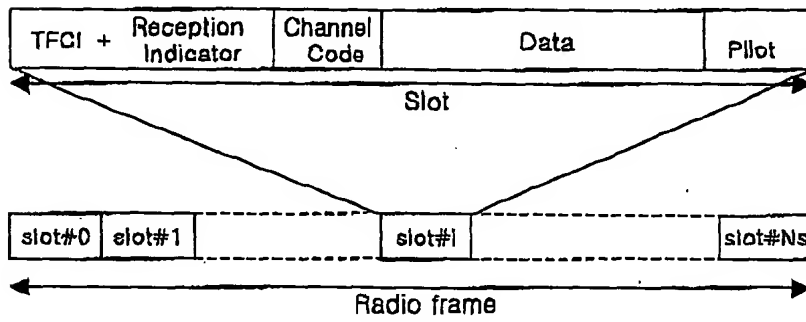 TFCI + Reception Indicator
Channel Code
Data
Pilot
Slot
slot#0
slot#1
slot#i
slot#Ns
Radio frame